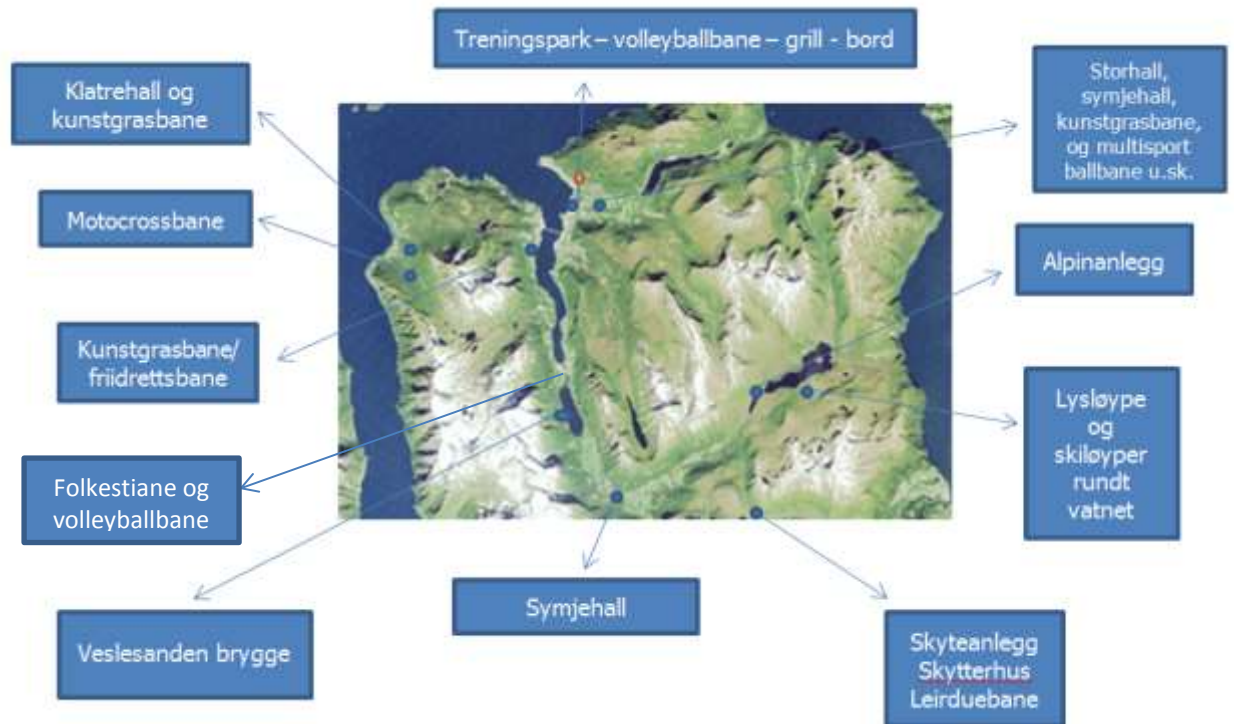 Treningspark – volleyballbane – grill - bord
Klatrehall og
kunstgrasbane
Storhall,
symjehall,
kunstgrasbane,
og multisport
ballbane u.sk.
Motocrossbane
Alpinanlegg
Kunstgrasbane/
friidrettsbane
Lysløype
og
skiløyper
rundt
vatnet
Folkestiane og
volleyballbane
Symjehall
Veslesanden brygge
Skyteanlegg
Skytterhus
Leirduebane